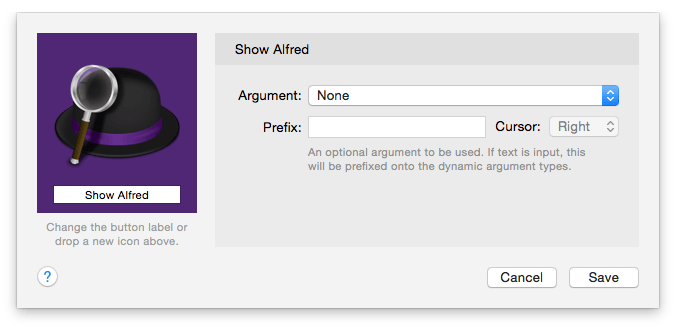 Show Alfred
Change the button label or
drop a new icon above.
Show Alfred
Argument: None
Prefix: Cursor: Right
An optional argument to be used. If text is input, this
will be prefixed onto the dynamic argument types.
? Cancel Save